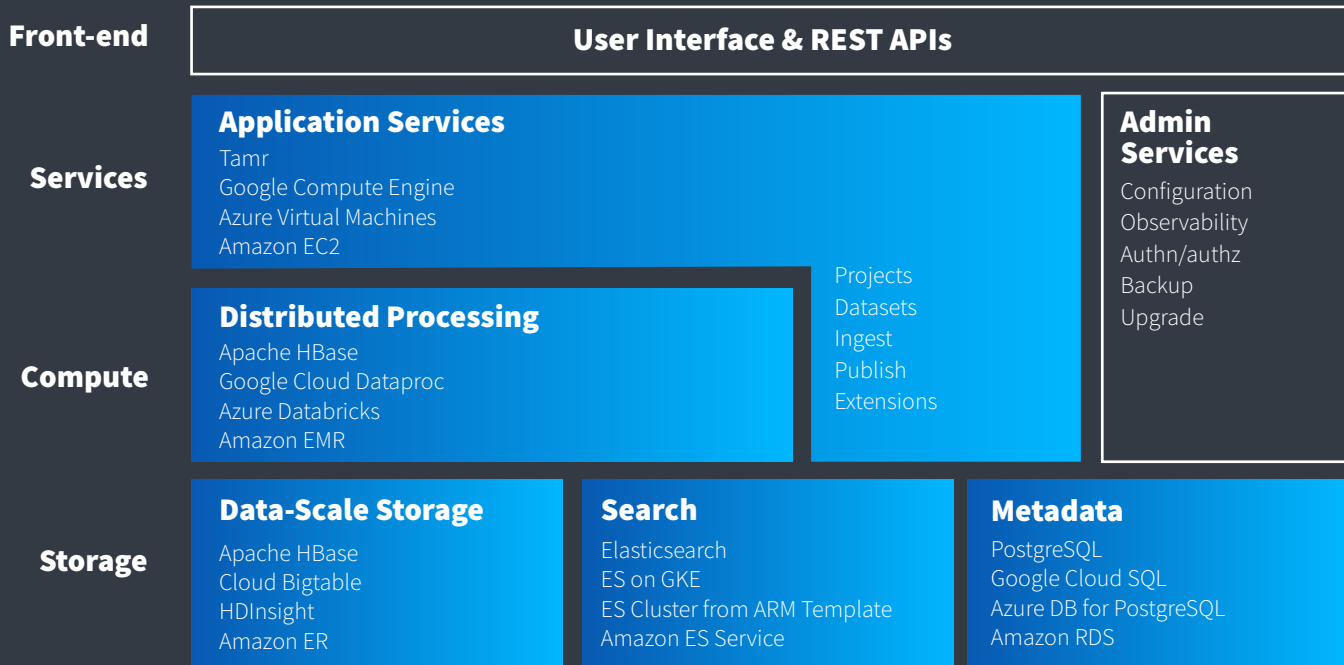 Front-end
User Interface & REST APIs
Services
Application Services
Tamr
Google Compute Engine
Azure Virtual Machines
Amazon EC2
Projects
Datasets
Ingest
Publish
Extensions
Admin
Services
Configuration
Observability
Authn/authz
Backup
Upgrade
Compute
Distributed Processing
Apache HBase
Google Cloud Dataproc
Azure Databricks
Amazon EMR
Storage
Data-Scale Storage
Apache HBase
Cloud Bigtable
HDInsight
Amazon ER
Search
Elasticsearch
ES on GKE
ES Cluster from ARM Template
Amazon ES Service
Metadata
PostgreSQL
Google Cloud SQL
Azure DB for PostgreSQL
Amazon RDS